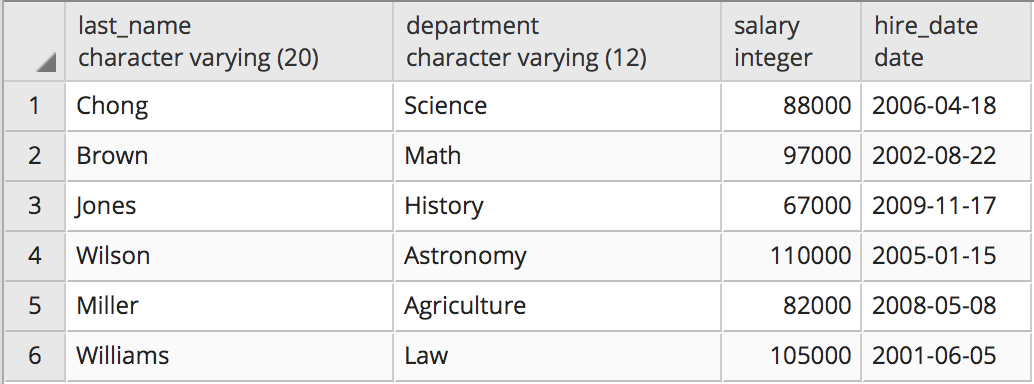 last_name department salary hire_date
character varying (20) character varying (12) integer date
1 Chong Science 88000 2006-04-18
2 Brown Math 97000 2002-08-22
3 Jones History 67000 2009-11-17
4 Wilson Astronomy 110000 2005-01-15
5 Miller Agriculture 82000 2008-05-08
6 Williams Law 105000 2001-06-05